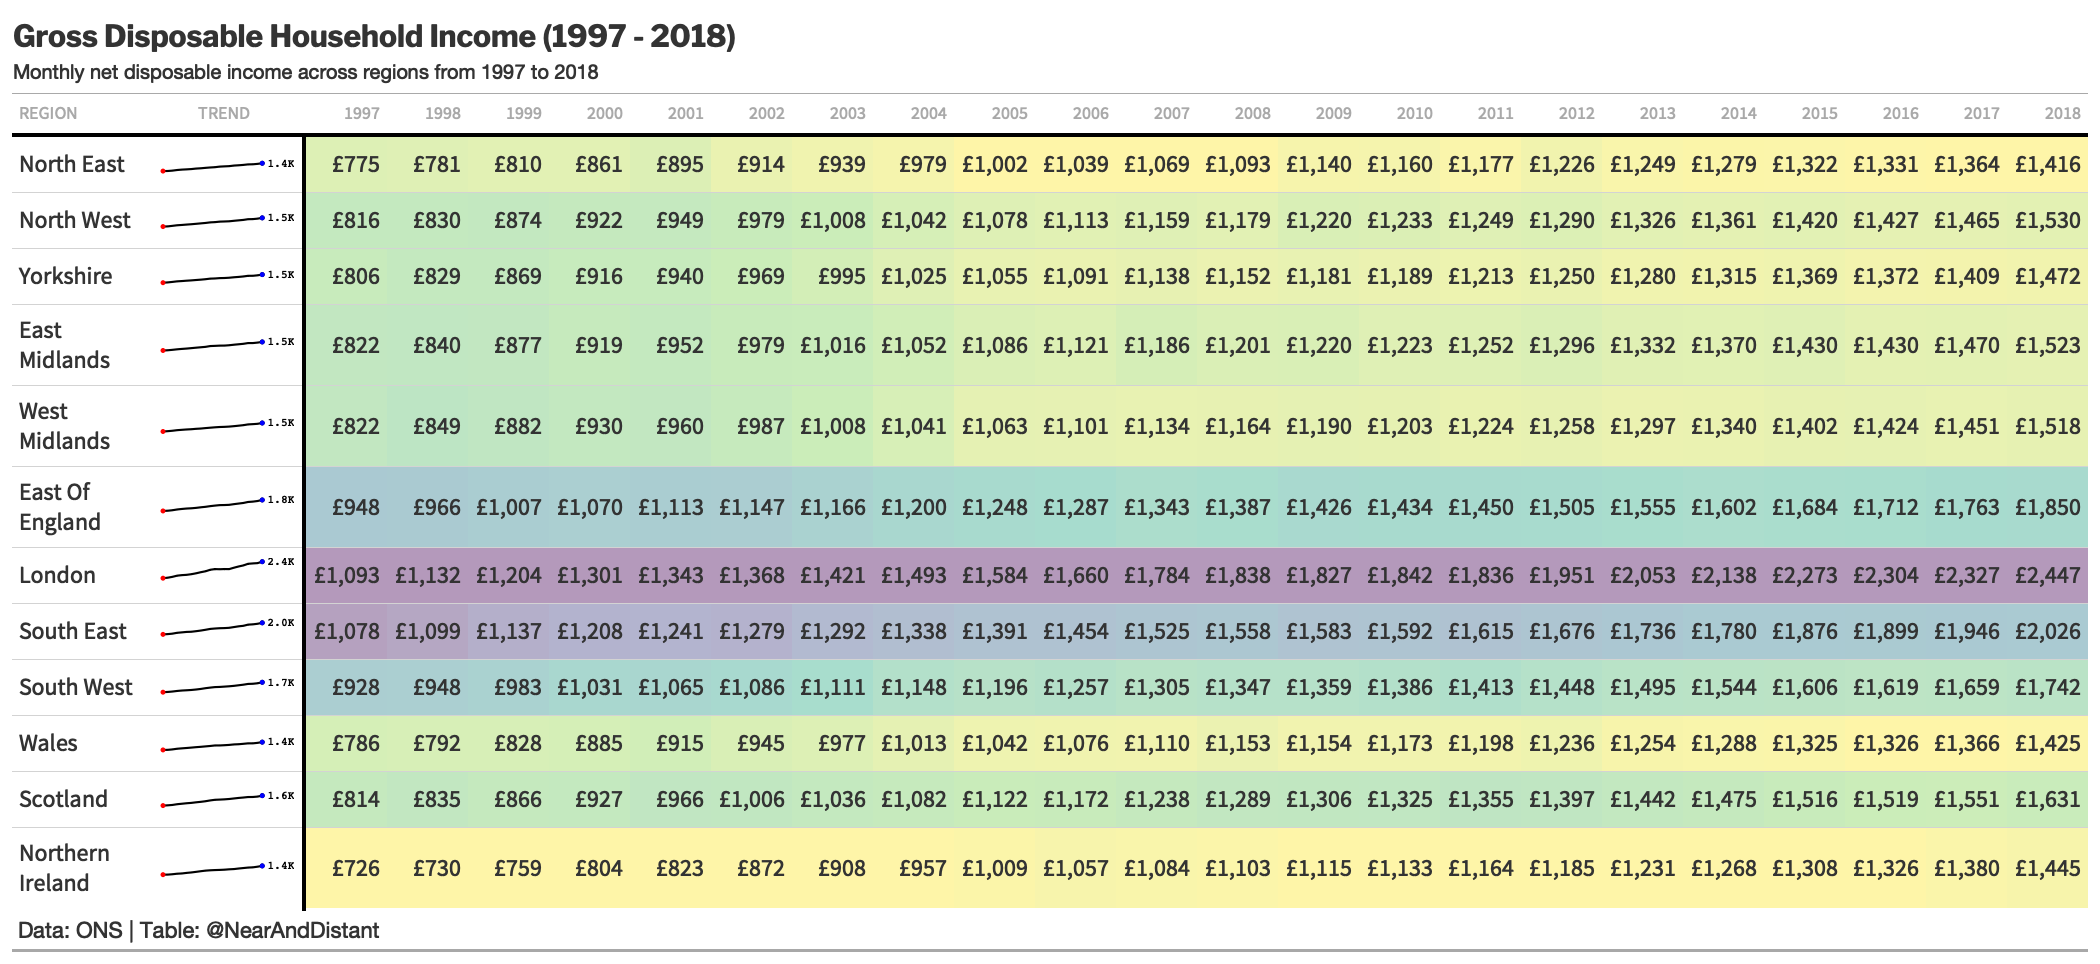 Gross Disposable Household Income (1997 - 2018)
Monthly net disposable income across regions from 1997 to 2018
REGION TREND 1997 1998 1999 2000 2001 2002 2003 2004 2005 2006 2007 2008 2009 2010 2011 2012 2013 2014 2015 2016 2017 2018
North East 1.4K £775 £781 £810 £861 £895 £914 £939 £979 £1,002 £1,039 £1,069 £1,093 £1,140 £1,160 £1,177 £1,226 £1,249 £1,279 £1,322 £1,331 £1,364 £1,416
North West 1.5K £816 £830 £874 £922 £949 £979 £1,008 £1,042 £1,078 £1,113 £1,159 £1,179 £1,220 £1,233 £1,249 £1,290 £1,326 £1,361 £1,420 £1,427 £1,465 £1,530
Yorkshire 1.5K £806 £829 £869 £916 £940 £969 £995 £1,025 £1,055 £1,091 £1,138 £1,152 £1,181 £1,189 £1,213 £1,250 £1,280 £1,315 £1,369 £1,372 £1,409 £1,472
East
Midlands 1.5K £822 £840 £877 £919 £952 £979 £1,016 £1,052 £1,086 £1,121 £1,186 £1,201 £1,220 £1,223 £1,252 £1,296 £1,332 £1,370 £1,430 £1,430 £1,470 £1,523
West
Midlands 1.5K £822 £849 £882 £930 £960 £987 £1,008 £1,041 £1,063 £1,101 £1,134 £1,164 £1,190 £1,203 £1,224 £1,258 £1,297 £1,340 £1,402 £1,424 £1,451 £1,518
East Of
England 1.8K £948 £966 £1,007 £1,070 £1,113 £1,147 £1,166 £1,200 £1,248 £1,287 £1,343 £1,387 £1,426 £1,434 £1,450 £1,505 £1,555 £1,602 £1,684 £1,712 £1,763 £1,850
London 2.4K £1,093 £1,132 £1,204 £1,301 £1,343 £1,368 £1,421 £1,493 £1,584 £1,660 £1,784 £1,838 £1,827 £1,842 £1,836 £1,951 £2,053 £2,138 £2,273 £2,304 £2,327 £2,447
South East 2.0K £1,078 £1,099 £1,137 £1,208 £1,241 £1,279 £1,292 £1,338 £1,391 £1,454 £1,525 £1,558 £1,583 £1,592 £1,615 £1,676 £1,736 £1,780 £1,876 £1,899 £1,946 £2,026
South West 1.7K £928 £948 £983 £1,031 £1,065 £1,086 £1,111 £1,148 £1,196 £1,257 £1,305 £1,347 £1,359 £1,386 £1,413 £1,448 £1,495 £1,544 £1,606 £1,619 £1,659 £1,742
Wales 1.4K £786 £792 £828 £885 £915 £945 £977 £1,013 £1,042 £1,076 £1,110 £1,153 £1,154 £1,173 £1,198 £1,236 £1,254 £1,288 £1,325 £1,326 £1,366 £1,425
Scotland 1.6K £814 £835 £866 £927 £966 £1,006 £1,036 £1,082 £1,122 £1,172 £1,238 £1,289 £1,306 £1,325 £1,355 £1,397 £1,442 £1,475 £1,516 £1,519 £1,551 £1,631
Northern
Ireland 1.4K £726 £730 £759 £804 £823 £872 £908 £957 £1,009 £1,057 £1,084 £1,103 £1,115 £1,133 £1,164 £1,185 £1,231 £1,268 £1,308 £1,326 £1,380 £1,445
Data: ONS | Table: @NearAndDistant